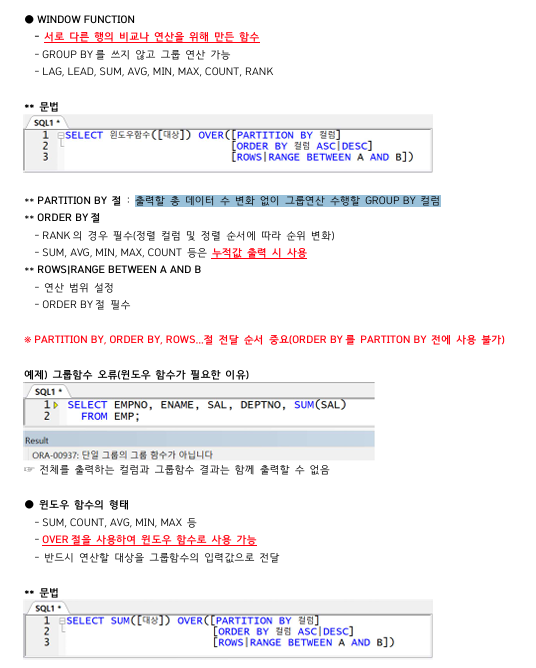 ● WINDOW FUNCTION
- 서로 다른 행의 비교나 연산을 위해 만든 함수
- GROUP BY를 쓰지 않고 그룹 연산 가능
- LAG, LEAD, SUM, AVG, MIN, MAX, COUNT, RANK
** 문법
SQL1 *
1 SELECT 윈도우함수([대상]) OVER([PARTITION BY 컬럼]
2 [ORDER BY 컬럼 ASC|DESC]
3 [ROWS|RANGE BETWEEN A AND B])
** PARTITION BY 절 : 출력할 총 데이터 수 변화 없이 그룹연산 수행할 GROUP BY 컬럼
** ORDER BY절
- RANK의 경우 필수(정렬 컬럼 및 정렬 순서에 따라 순위 변화)
- SUM, AVG, MIN, MAX, COUNT 등은 누적값 출력 시 사용
** ROWS|RANGE BETWEEN A AND B
- 연산 범위 설정
- ORDER BY절 필수
※ PARTITION BY, ORDER BY, ROWS...절 전달 순서 중요(ORDER BY를 PARTITON BY 전에 사용 불가)
예제) 그룹함수 오류(윈도우 함수가 필요한 이유)
SQL1 *
1 SELECT EMPNO, ENAME, SAL, DEPTNO, SUM(SAL)
2 FROM EMP;
Result
ORA-00937: 단일 그룹의 그룹 함수가 아닙니다
☞ 전체를 출력하는 컬럼과 그룹함수 결과는 함께 출력할 수 없음
● 윈도우 함수의 형태
- SUM, COUNT, AVG, MIN, MAX 등
- OVER절을 사용하여 윈도우 함수로 사용 가능
- 반드시 연산할 대상을 그룹함수의 입력값으로 전달
** 문법
SQL1 *
1 SELECT SUM([대상]) OVER([PARTITION BY 컬럼]
2 [ORDER BY 컬럼 ASC|DESC]
3 [ROWS|RANGE BETWEEN A AND B])